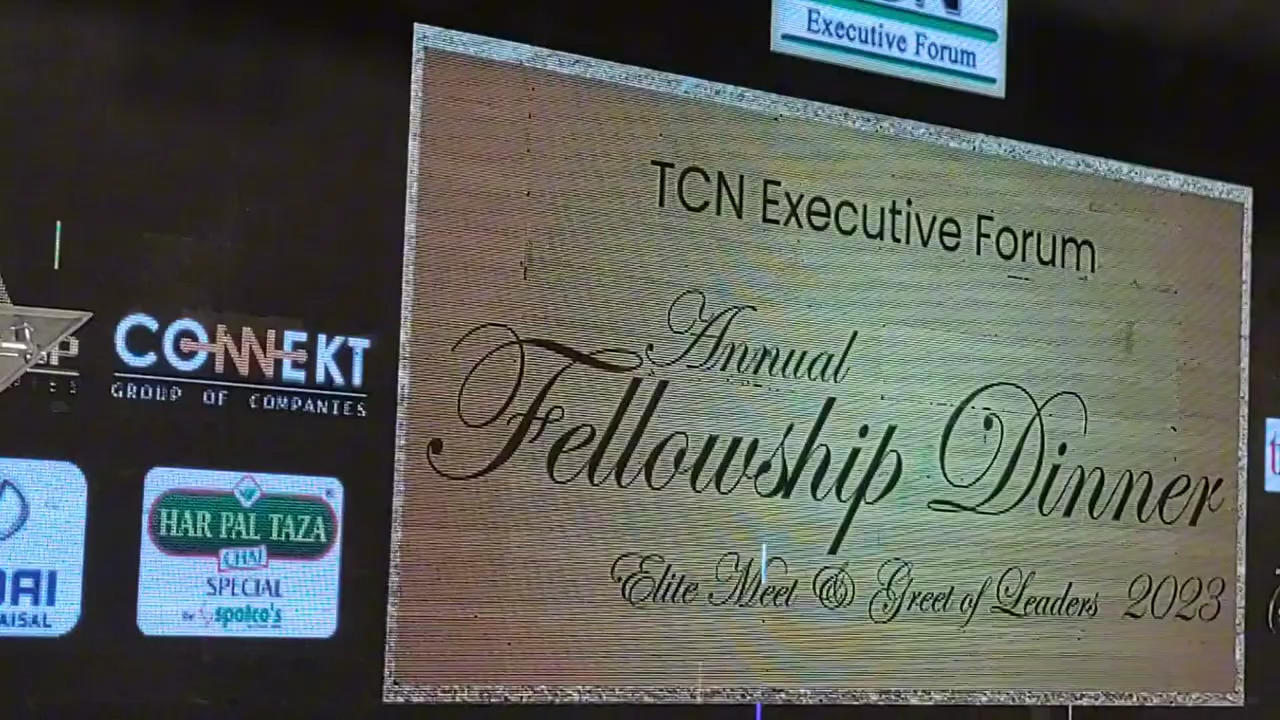 Executive Forum
TCN Executive Forum
Annual
Fellowship Dinner
Elite Meet & Greet of Leaders 2023
CONNEKT
GROUP OF COMPANIES
HAR PAL TAZA
CHAI
SPECIAL
by spolco's